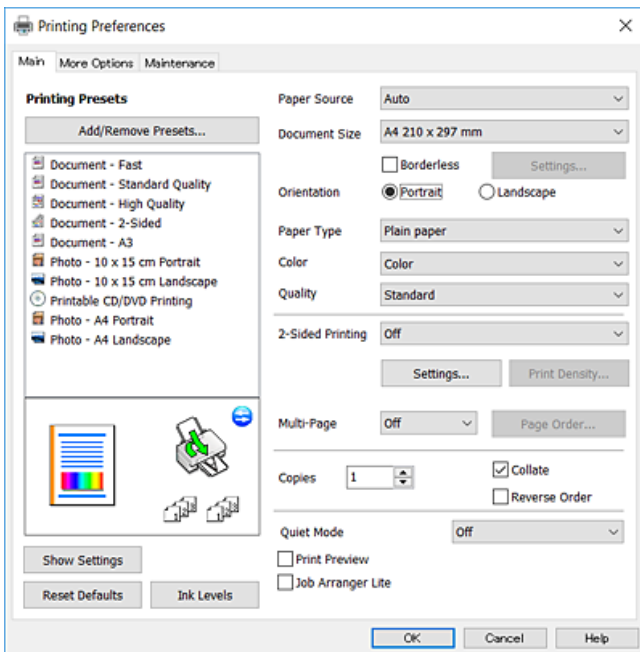 Printing Preferences
Main More Options Maintenance
Printing Presets
Add/Remove Presets...
Document - Fast
Document - Standard Quality
Document - High Quality
Document - 2-Sided
Document - A3
Photo - 10 x 15 cm Portrait
Photo - 10 x 15 cm Landscape
Printable CD/DVD Printing
Photo - A4 Portrait
Photo - A4 Landscape
Show Settings
Reset Defaults Ink Levels
Paper Source Auto
Document Size A4 210 x 297 mm
Borderless Settings...
Orientation Portrait Landscape
Paper Type Plain paper
Color Color
Quality Standard
2-Sided Printing Off
Settings... Print Density...
Multi-Page Off Page Order...
Copies 1 Collate
Reverse Order
Quiet Mode Off
Print Preview
Job Arranger Lite
OK Cancel Help